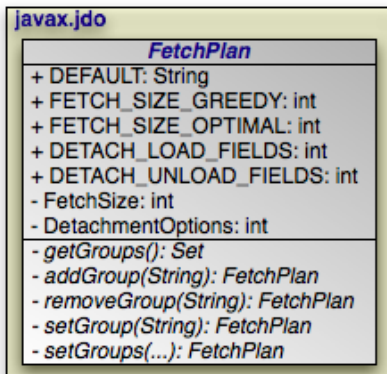 javax.jdo
FetchPlan
+ DEFAULT: String
+ FETCH_SIZE_GREEDY: int
+ FETCH_SIZE_OPTIMAL: int
+ DETACH_LOAD_FIELDS: int
+ DETACH_UNLOAD_FIELDS: int
- FetchSize: int
- DetachmentOptions: int
- getGroups(): Set
- addGroup(String): FetchPlan
- removeGroup(String): FetchPlan
- setGroup(String): FetchPlan
- setGroups(...): FetchPlan